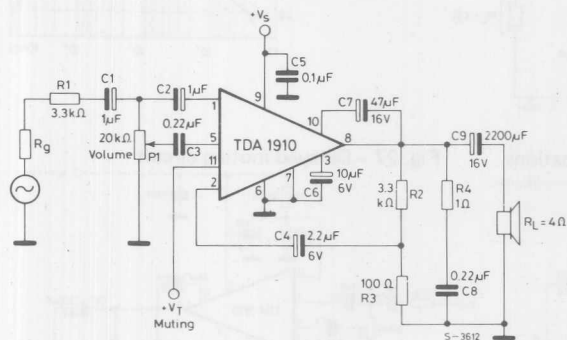 +Vs
C5
0,1µF
R1
3.3kΩ
C1
1µF
C2
1µF
9
C7
47µF
16V
10
1
0.22µF
C3
5
TDA 1910
8
C9
2200µF
16V
Rg
20kΩ
Volume
P1
11
2
3
7
6
10µF
6V
C6
3.3
kΩ
R2
R4
1Ω
RL=4Ω
C4
2.2µF
6V
100Ω
R3
0.22µF
C8
+VT
Muting
S-3612